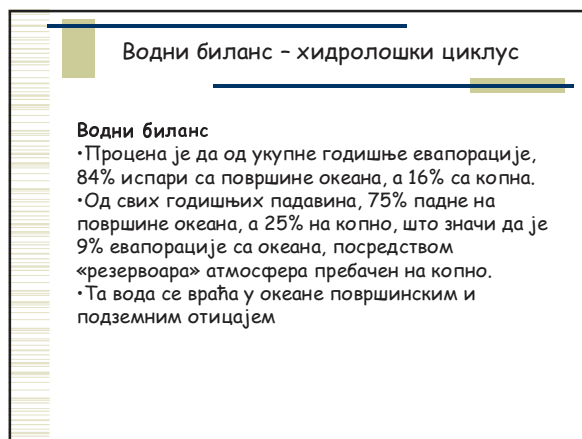 Водни биланс – хидролошки циклус
Водни биланс
•Процена је да од укупне годишње евапорације,
84% испари са површине океана, а 16% са копна.
•Од свих годишњих падавина, 75% падне на
површине океана, а 25% на копно, што значи да је
9% евапорације са океана, посредством
«резервоара» атмосфера пребачен на копно.
•Та вода се враћа у океане површинским и
подземним отицајем